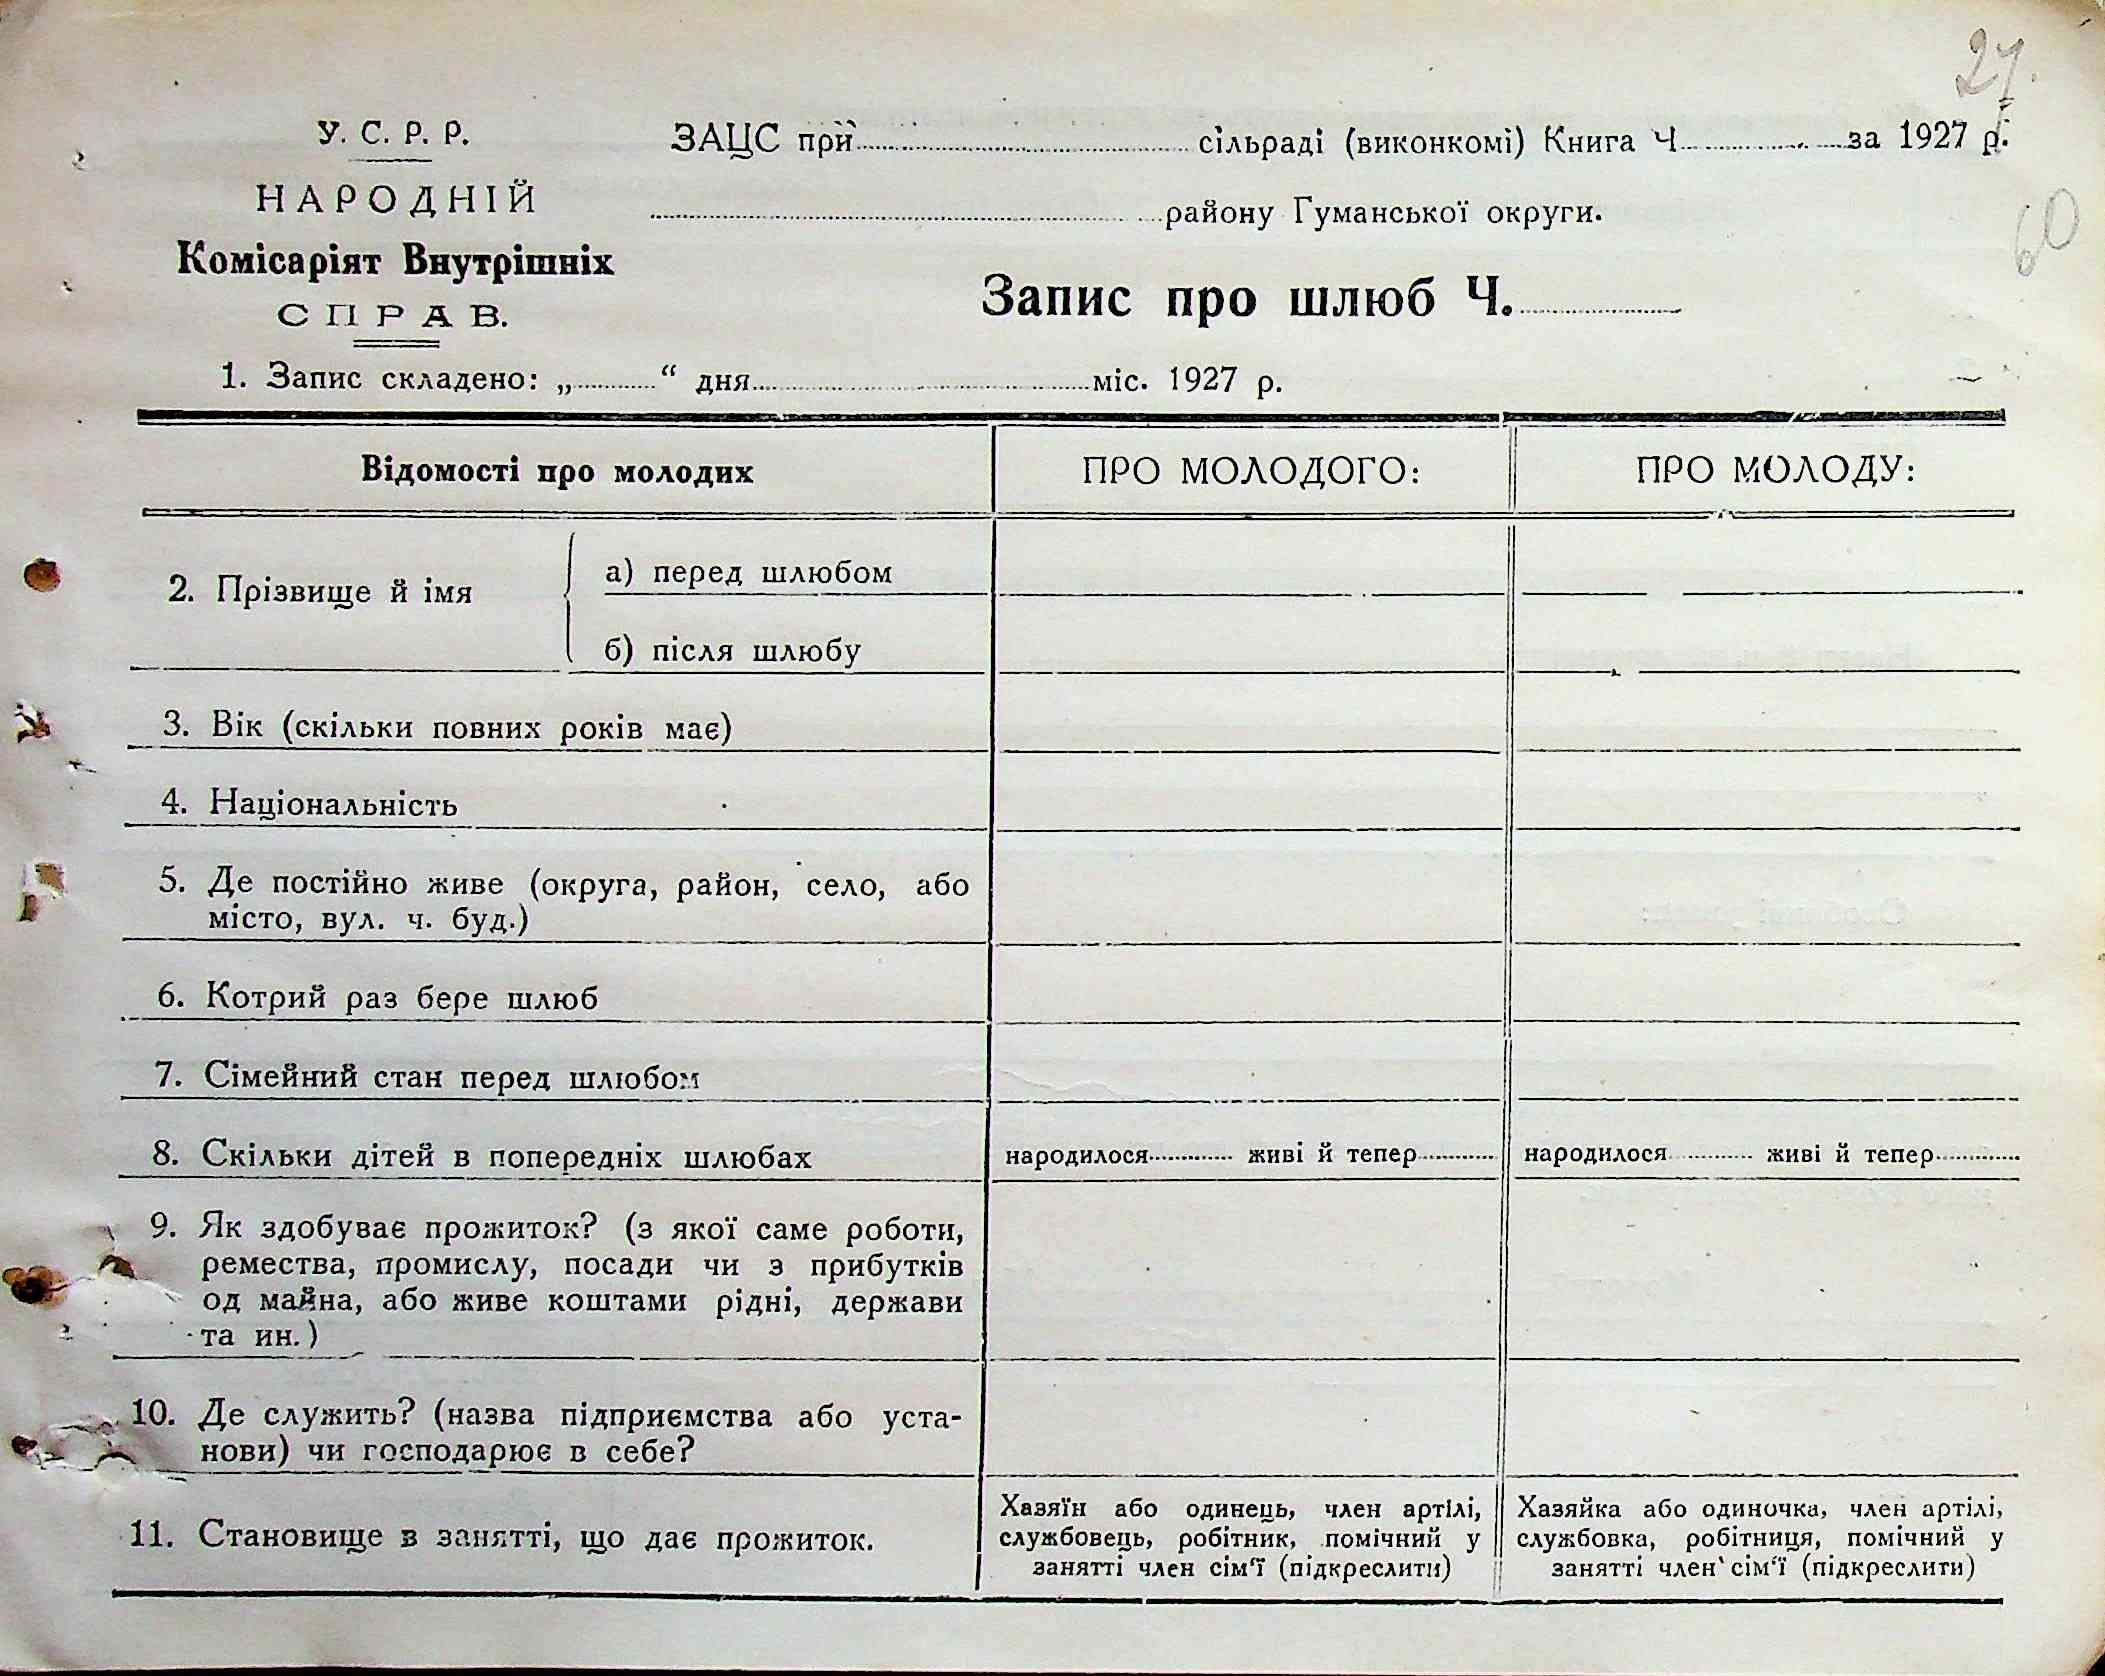 27.
У. С. Р. Р.
НАРОДНІЙ
Комісаріят Внутрішніх
СПРАВ.
ЗАЦС при сільраді (виконкомі) Книга Ч за 1927 р.
району Гуманської округи.
60
Запис про шлюб Ч.
1. Запис складено: „ “ дня міс. 1927 р.
Відомості про молодих
ПРО МОЛОДОГО:
ПРО МОЛОДУ:
2. Прізвище й імя
а) перед шлюбом
б) після шлюбу
3. Вік (скільки повних років має)
4. Національність
5. Де постійно живе (округа, район, село, або
місто, вул. ч. буд.)
6. Котрий раз бере шлюб
7. Сімейний стан перед шлюбом
8. Скільки дітей в попередніх шлюбах
народилося живі й тепер
народилося живі й тепер
9. Як здобуває прожиток? (з якої саме роботи,
ремества, промислу, посади чи з прибутків
од майна, або живе коштами рідні, держави
та ин.)
10. Де служить? (назва підприємства або уста-
нови) чи господарює в себе?
11. Становище в занятті, що дає прожиток.
Хазяїн або одинець, член артілі,
службовець, робітник, помічний у
занятті член сім'ї (підкреслити)
Хазяйка або одиночка, член артілі,
службовка, робітниця, помічний у
занятті член сім'ї (підкреслити)